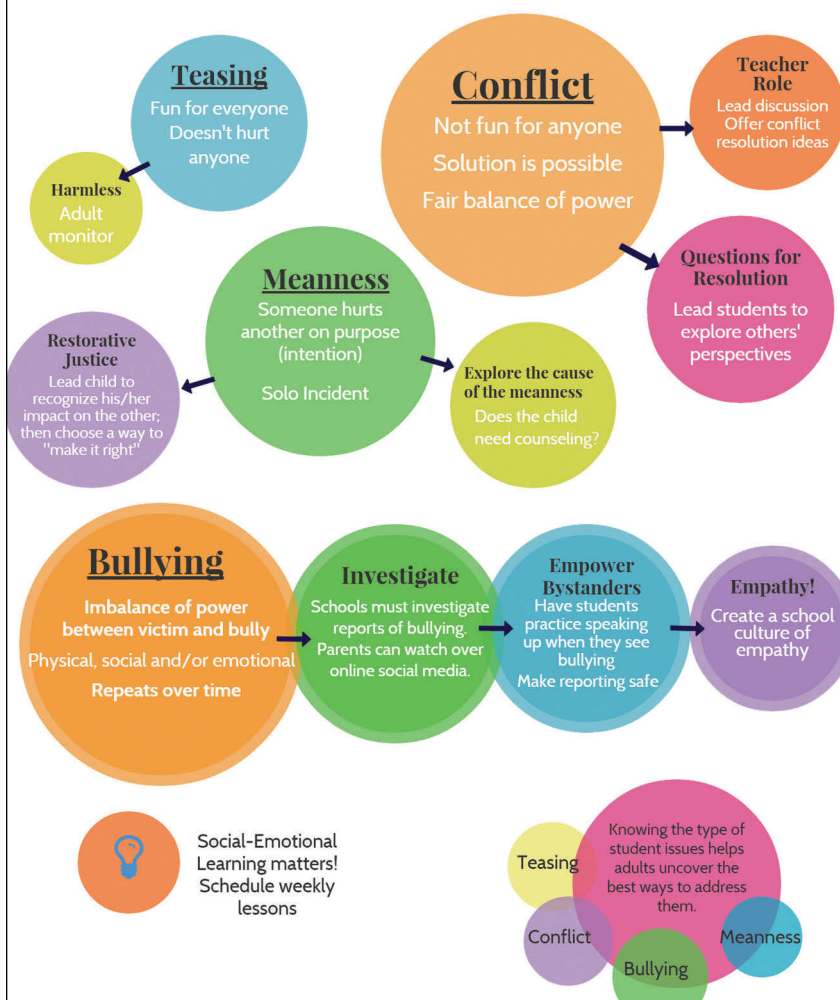 Teasing
Fun for everyone
Doesn't hurt
anyone
Harmless
Adult
monitor
Conflict
Not fun for anyone
Solution is possible
Fair balance of power
Teacher
Role
Lead discussion
Offer conflict
resolution ideas
Questions for
Resolution
Lead students to
explore others'
perspectives
Meanness
Someone hurts
another on purpose
(intention)
Solo Incident
Restorative
Justice
Lead child to
recognize his/her
impact on the other;
then choose a way to
"make it right"
Explore the cause
of the meanness
Does the child
need counseling?
Bullying
Imbalance of power
between victim and bully
Physical, social and/or emotional
Repeats over time
Investigate
Schools must investigate
reports of bullying.
Parents can watch over
online social media.
Empower
Bystanders
Have students
practice speaking
up when they see
bullying
Make reporting safe
Empathy!
Create a school
culture of
empathy
Social-Emotional
Learning matters!
Schedule weekly
lessons
Knowing the type of
student issues helps
adults uncover the
best ways to address
them.
Teasing
Conflict
Bullying
Meanness